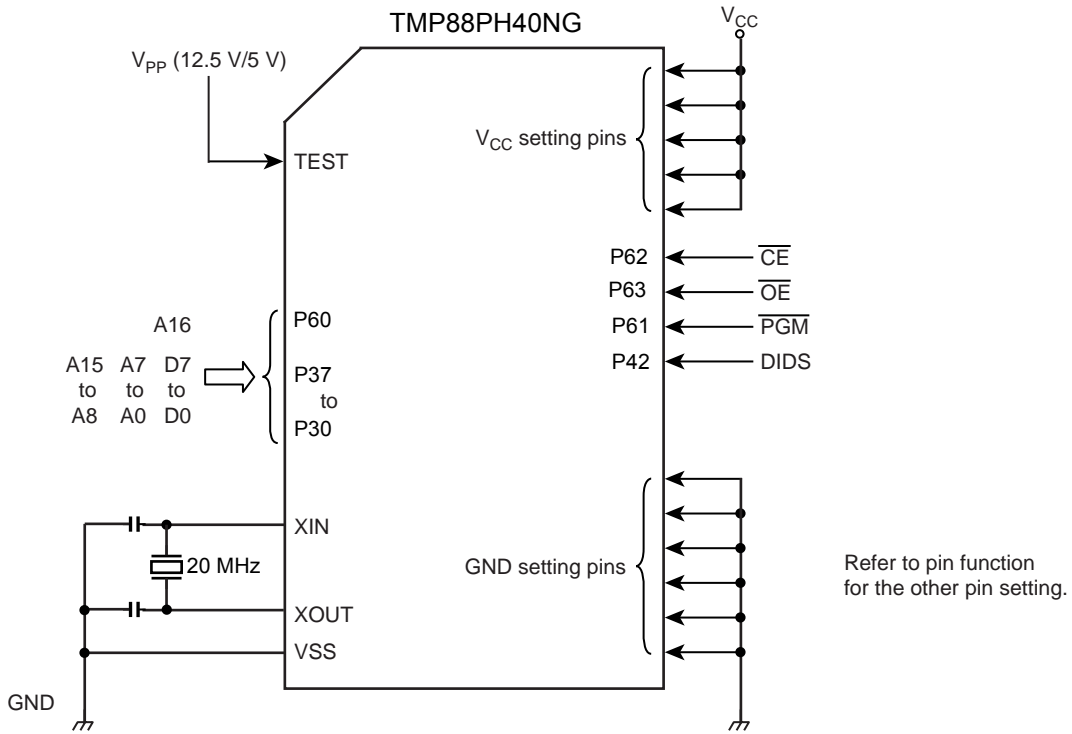 TMP88PH40NG
VCC
VPP (12.5 V/5 V)
VCC setting pins
TEST
P62
CE
P63
OE
P61
PGM
P42
DIDS
A16
P60
A15 A7 D7
to to to
A8 A0 D0
P37
to
P30
XIN
20 MHz
XOUT
VSS
GND
GND setting pins
Refer to pin function
for the other pin setting.